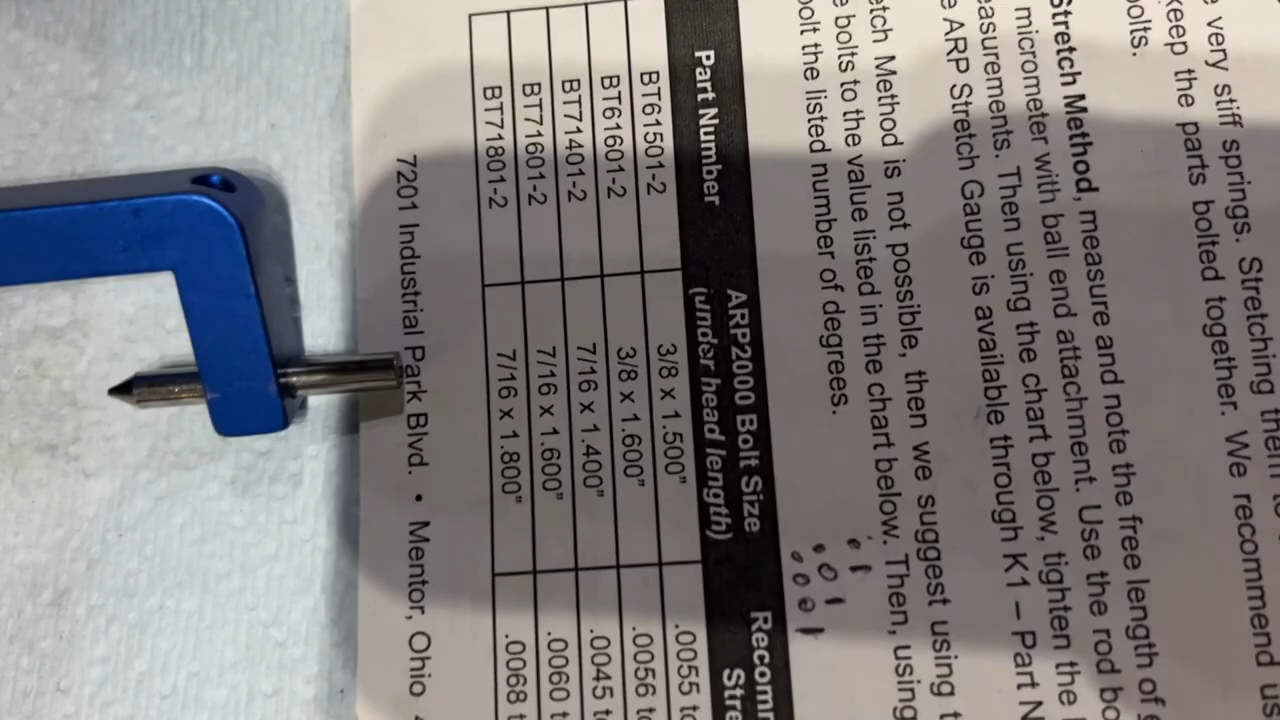 very stiff springs. Stretching them to
keep the parts bolted together. We recommend us
bolts.
Stretch Method, measure and note the free length of
micrometer with ball end attachment. Use the rod bo
easurements. Then using the chart below, tighten the
ARP Stretch Gauge is available through K1 – Part N
etch Method is not possible, then we suggest using t
bolts to the value listed in the chart below. Then, using
bolt the listed number of degrees.
.1
.01
.001
Part Number ARP2000 Bolt Size (under head length) Recomm Stre
BT61501-2 3/8 x 1.500" .0055 to
BT61601-2 3/8 x 1.600" .0056 to
BT71401-2 7/16 x 1.400" .0045 to
BT71601-2 7/16 x 1.600" .0060 t
BT71801-2 7/16 x 1.800" .0068 t
7201 Industrial Park Blvd. • Mentor, Ohio